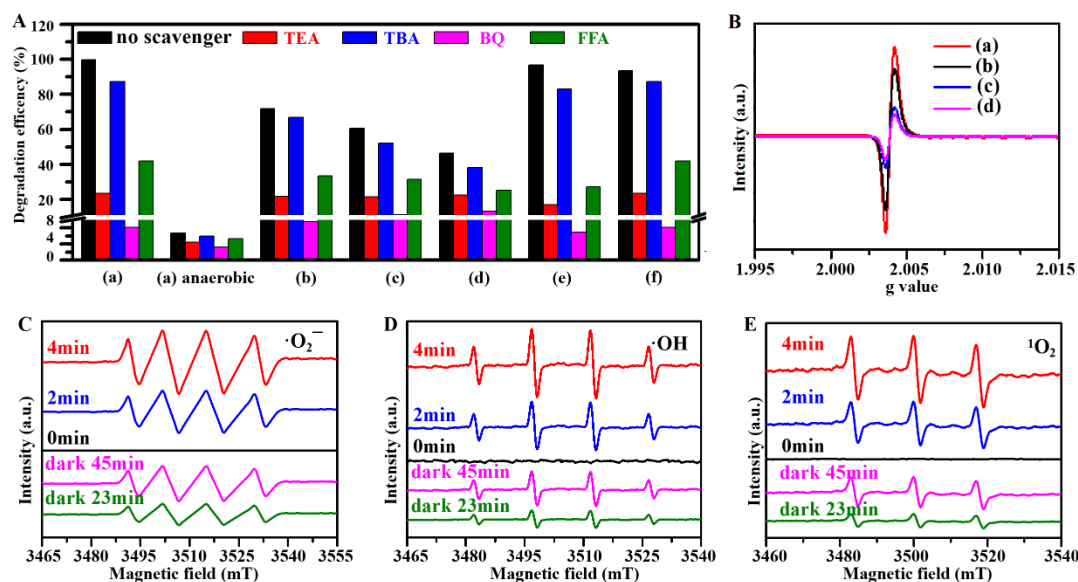 A
no scavenger TEA TBA BQ FFA
Degradation efficency (%)
120
100
80
60
40
20
8
4
0
(a) (a) anaerobic (b) (c) (d) (e) (f)
B
(a)
(b)
(c)
(d)
Intensity (a.u.)
1.995 2.000 2.005 2.010 2.015
g value
C
·O₂⁻
4min
2min
0min
dark 45min
dark 23min
Intensity (a.u.)
3465 3480 3495 3510 3525 3540 3555
Magnetic field (mT)
D
·OH
4min
2min
0min
dark 45min
dark 23min
Intensity (a.u.)
3465 3480 3495 3510 3525 3540
Magnetic field (mT)
E
¹O₂
4min
2min
0min
dark 45min
dark 23min
Intensity (a.u.)
3460 3480 3500 3520 3540
Magnetic field (mT)